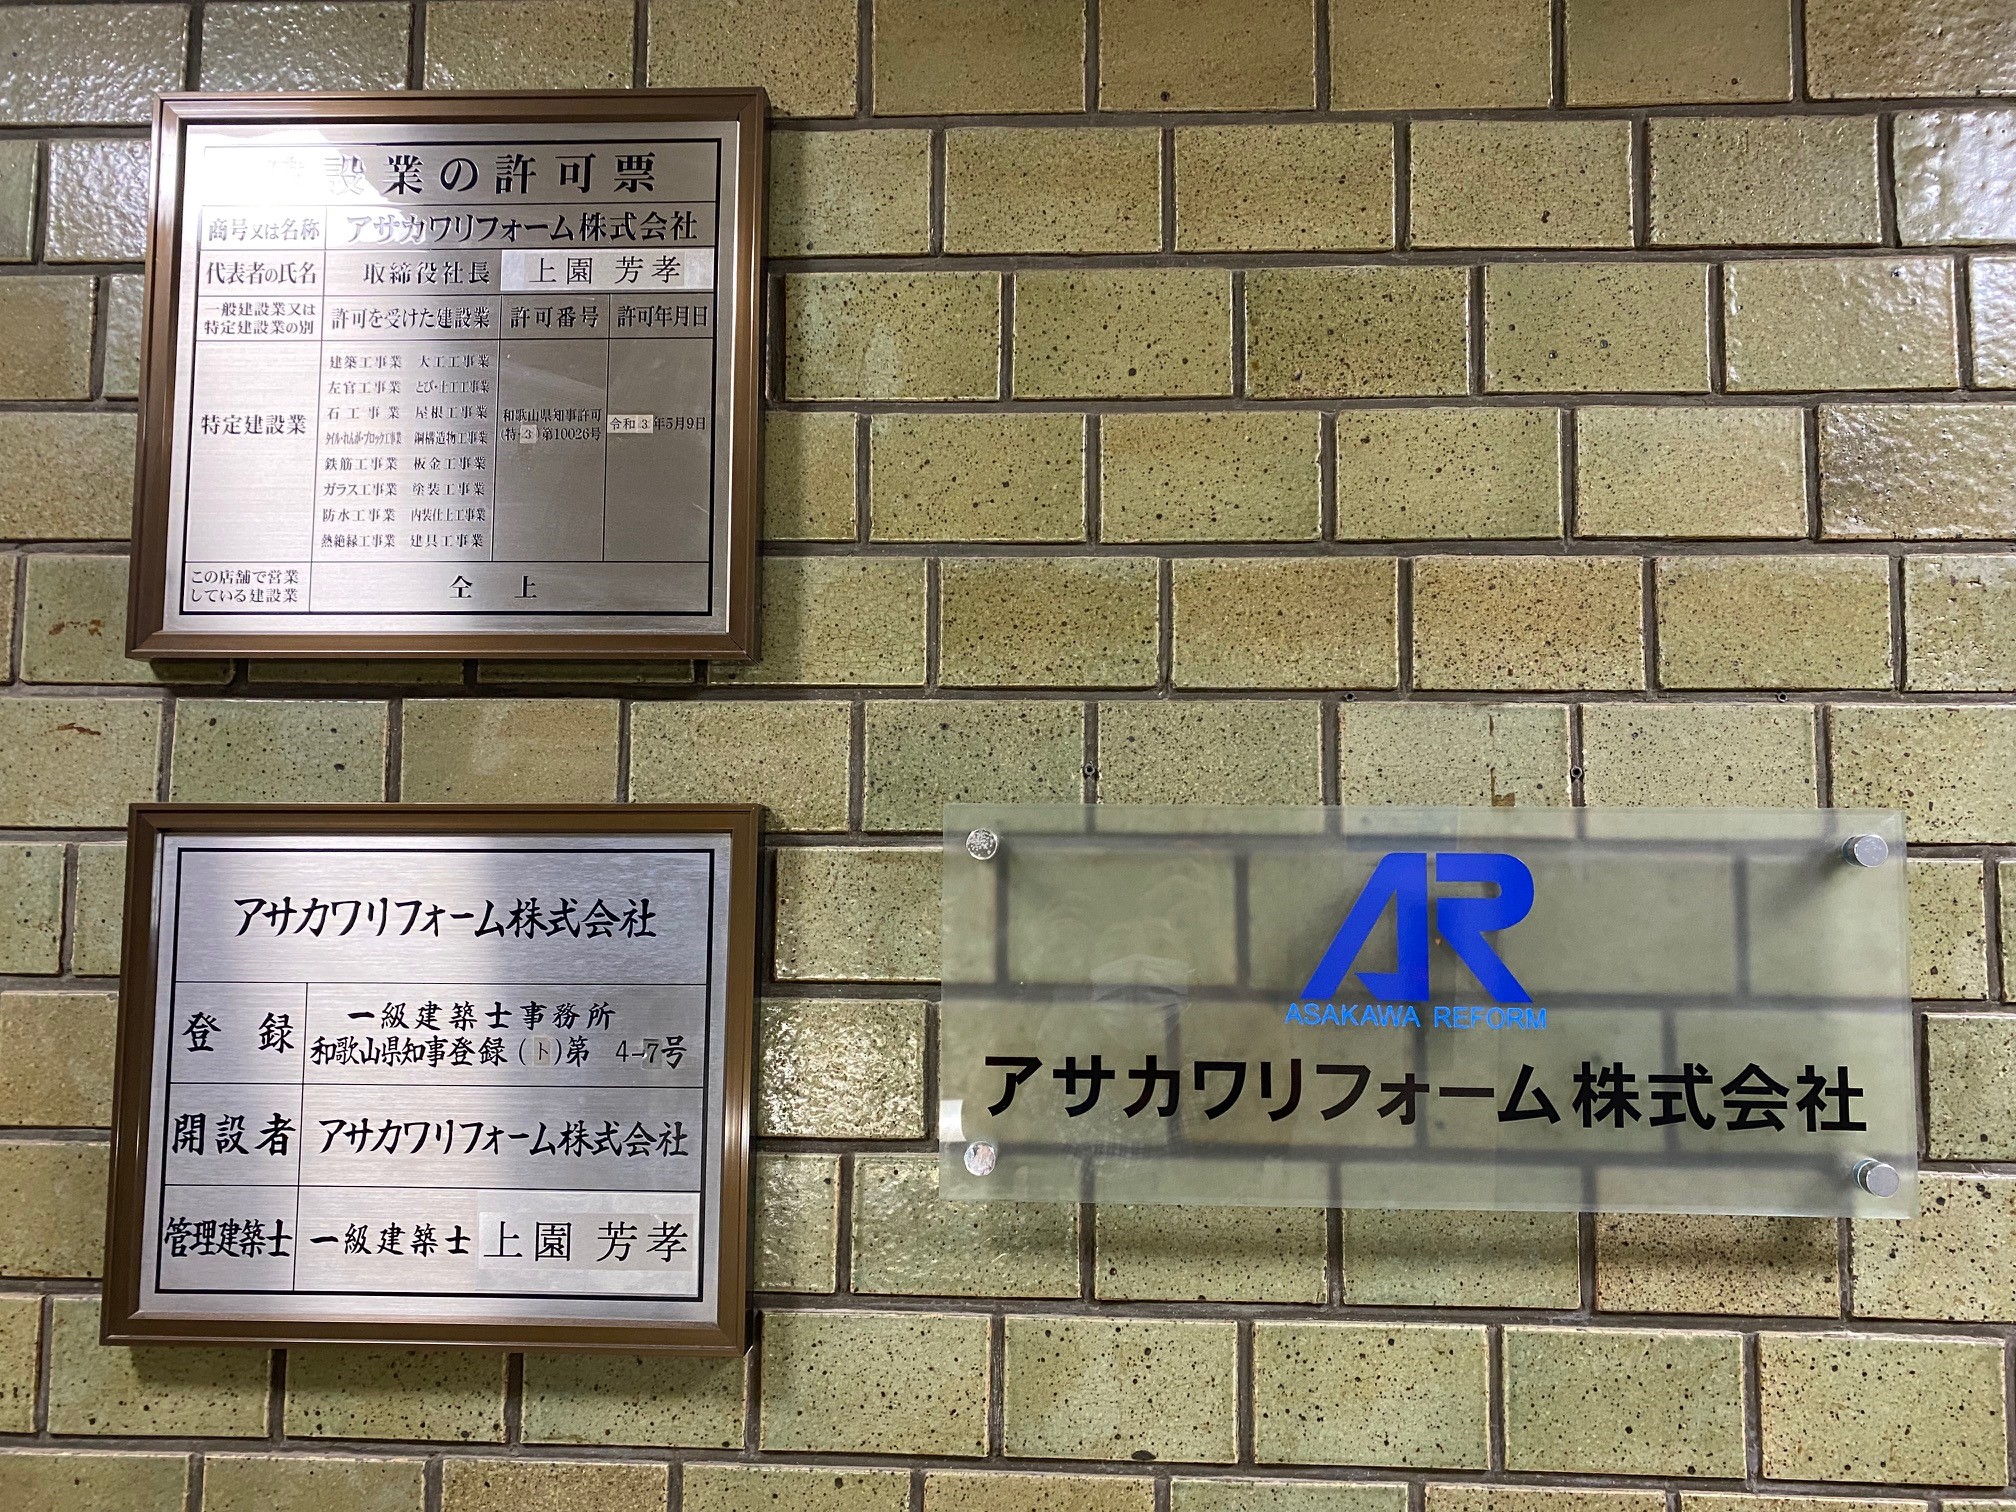 設業の許可票
商号又は名称 アサカワリフォーム株式会社
代表者の氏名 取締役社長 上園 芳孝
一般建設業又は
特定建設業の別 許可を受けた建設業 許可番号 許可年月日
特定建設業
建築工事業 大工工事業
左官工事業 とび・土工工事業
石工事業 屋根工事業
タイル・れんが・ブロック工事業 鋼構造物工事業
鉄筋工事業 板金工事業
ガラス工事業 塗装工事業
防水工事業 内装仕上工事業
熱絶縁工事業 建具工事業
和歌山県知事許可
(特-3)第10026号
令和3年5月9日
この店舗で営業
している建設業 仝 上
アサカワリフォーム株式会社
登 録 一級建築士事務所
和歌山県知事登録(ト)第 4-7号
開設者 アサカワリフォーム株式会社
管理建築士 一級建築士 上園 芳孝
AR
ASAKAWA REFORM
アサカワリフォーム株式会社